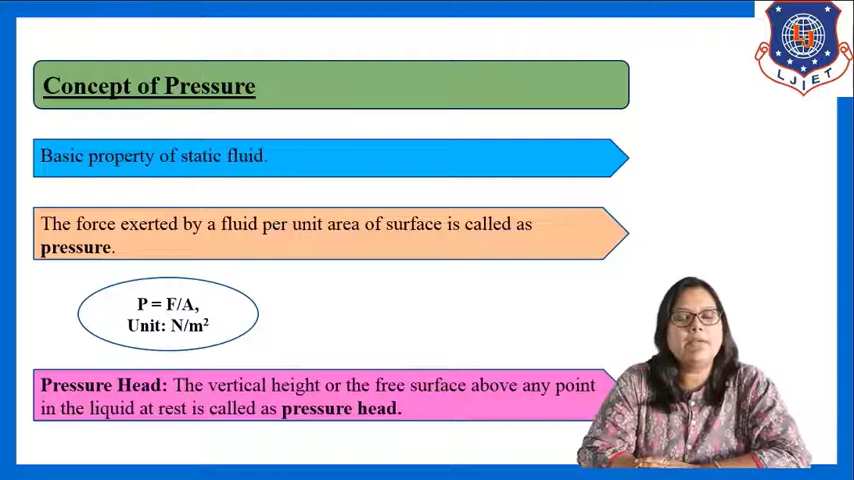 LJ
LJIET
Concept of Pressure
Basic property of static fluid.
The force exerted by a fluid per unit area of surface is called as
pressure.
P = F/A,
Unit: N/m²
Pressure Head: The vertical height or the free surface above any point
in the liquid at rest is called as pressure head.